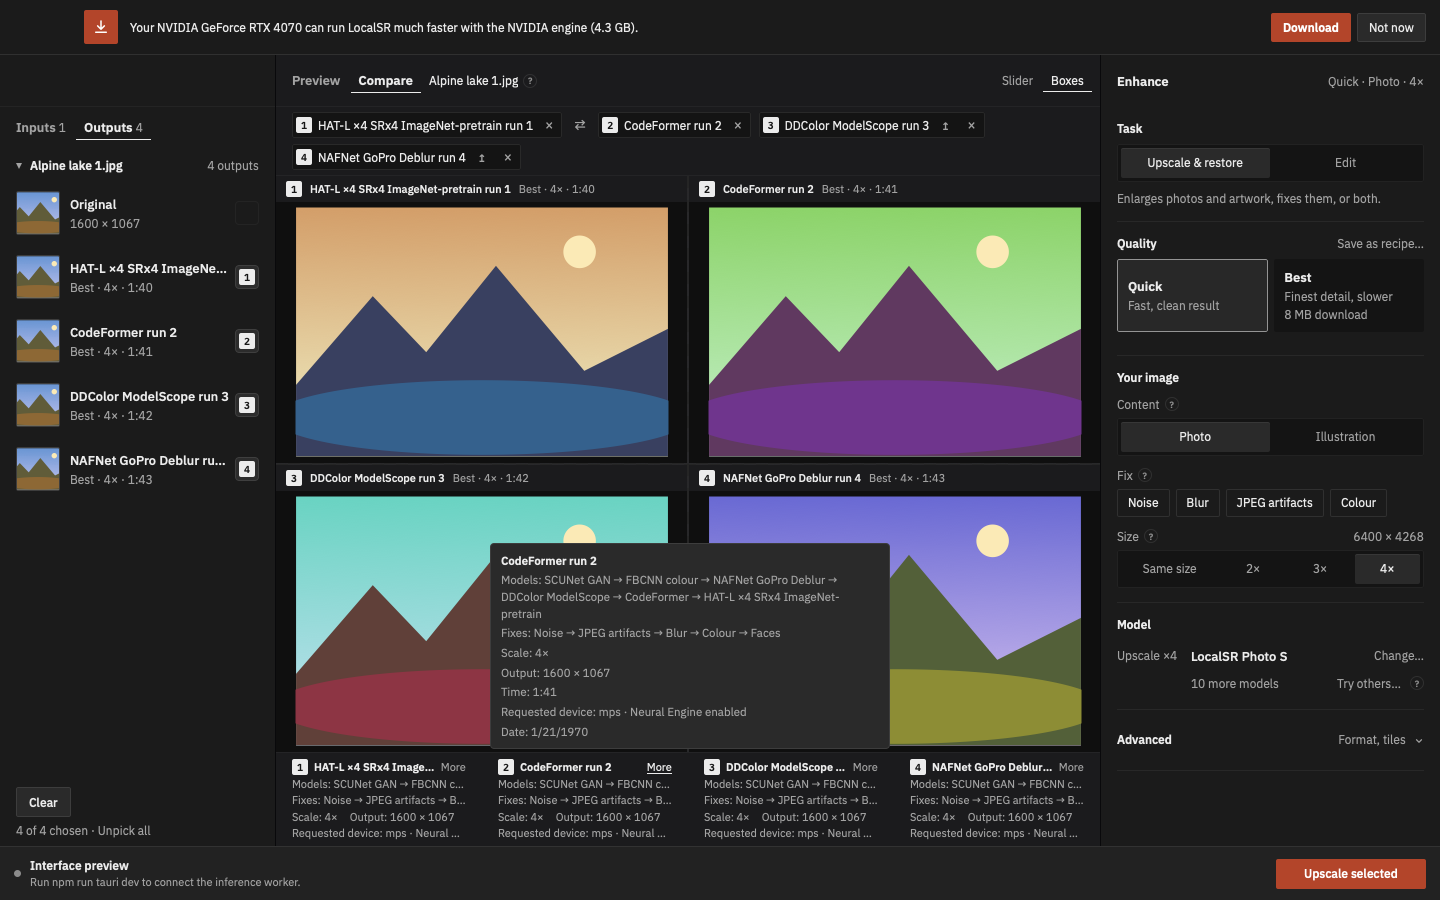 Your NVIDIA GeForce RTX 4070 can run LocalSR much faster with the NVIDIA engine (4.3 GB).
Download
Not now
Inputs 1
Outputs 4
Alpine lake 1.jpg
4 outputs
Original
1600 × 1067
HAT-L ×4 SRx4 ImageNe...
Best · 4× · 1:40
1
CodeFormer run 2
Best · 4× · 1:41
2
DDColor ModelScope run 3
Best · 4× · 1:42
3
NAFNet GoPro Deblur ru...
Best · 4× · 1:43
4
Clear
4 of 4 chosen · Unpick all
Preview
Compare
Alpine lake 1.jpg ?
Slider
Boxes
1 HAT-L ×4 SRx4 ImageNet-pretrain run 1 ×
⇄
2 CodeFormer run 2 ×
3 DDColor ModelScope run 3 ↥ ×
4 NAFNet GoPro Deblur run 4 ↥ ×
1 HAT-L ×4 SRx4 ImageNet-pretrain run 1 Best · 4× · 1:40
2 CodeFormer run 2 Best · 4× · 1:41
3 DDColor ModelScope run 3 Best · 4× · 1:42
4 NAFNet GoPro Deblur run 4 Best · 4× · 1:43
CodeFormer run 2
Models: SCUNet GAN → FBCNN colour → NAFNet GoPro Deblur →
DDColor ModelScope → CodeFormer → HAT-L ×4 SRx4 ImageNet-
pretrain
Fixes: Noise → JPEG artifacts → Blur → Colour → Faces
Scale: 4×
Output: 1600 × 1067
Time: 1:41
Requested device: mps · Neural Engine enabled
Date: 1/21/1970
1 HAT-L ×4 SRx4 Image... More
Models: SCUNet GAN → FBCNN c...
Fixes: Noise → JPEG artifacts → B...
Scale: 4× Output: 1600 × 1067
Requested device: mps · Neural ...
2 CodeFormer run 2 More
Models: SCUNet GAN → FBCNN c...
Fixes: Noise → JPEG artifacts → B...
Scale: 4× Output: 1600 × 1067
Requested device: mps · Neural ...
3 DDColor ModelScope ... More
Models: SCUNet GAN → FBCNN c...
Fixes: Noise → JPEG artifacts → B...
Scale: 4× Output: 1600 × 1067
Requested device: mps · Neural ...
4 NAFNet GoPro Deblur... More
Models: SCUNet GAN → FBCNN c...
Fixes: Noise → JPEG artifacts → B...
Scale: 4× Output: 1600 × 1067
Requested device: mps · Neural ...
Enhance
Quick · Photo · 4×
Task
Upscale & restore
Edit
Enlarges photos and artwork, fixes them, or both.
Quality
Save as recipe...
Quick
Fast, clean result
Best
Finest detail, slower
8 MB download
Your image
Content ?
Photo
Illustration
Fix ?
Noise
Blur
JPEG artifacts
Colour
Size ?
6400 × 4268
Same size
2×
3×
4×
Model
Upscale ×4
LocalSR Photo S
Change...
10 more models
Try others... ?
Advanced
Format, tiles
Interface preview
Run npm run tauri dev to connect the inference worker.
Upscale selected